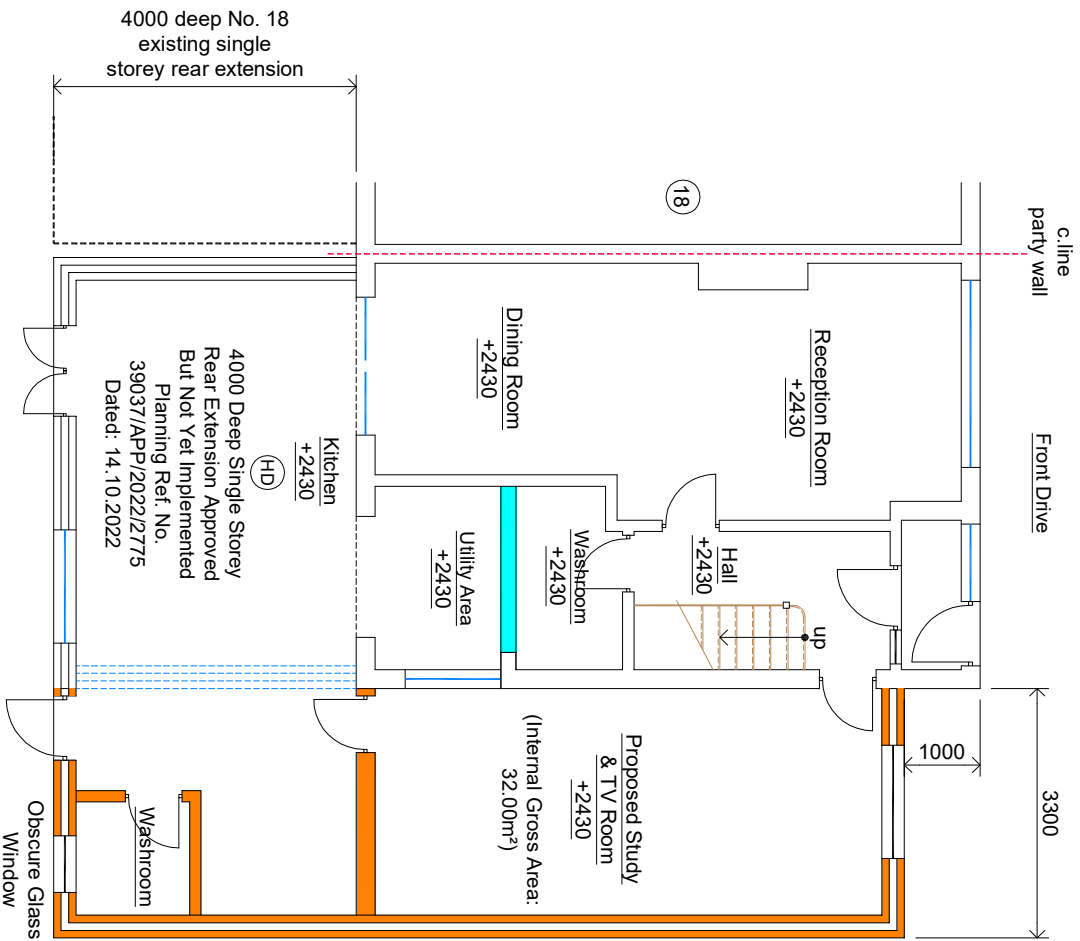 4000 deep No. 18
existing single
storey rear extension
18
c.line
party wall
Front Drive
Reception Room
+2430
Dining Room
+2430
Kitchen
+2430
HD
4000 Deep Single Storey
Rear Extension Approved
But Not Yet Implemented
Planning Ref. No.
39037/APP/2022/2775
Dated: 14.10.2022
Utility Area
+2430
Washroom
+2430
Hall
+2430
up
1000
3300
Proposed Study
& TV Room
+2430
(Internal Gross Area:
32.00m²)
Washroom
Obscure Glass
Window